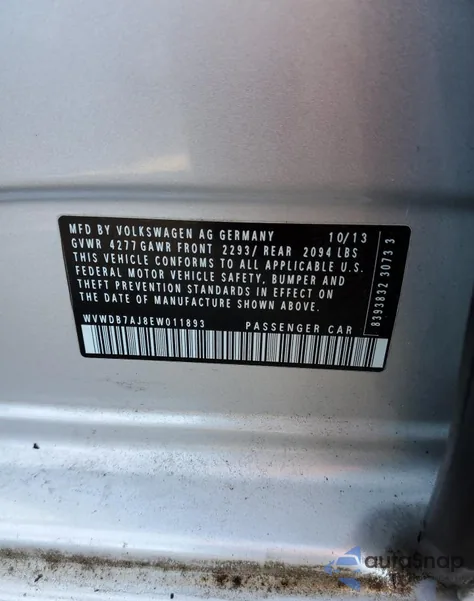 MFD BY VOLKSWAGEN AG GERMANY 10/13
GVWR 4277 GAWR FRONT 2293/ REAR 2094 LBS
THIS VEHICLE CONFORMS TO ALL APPLICABLE U.S.
FEDERAL MOTOR VEHICLE SAFETY, BUMPER AND
THEFT PREVENTION STANDARDS IN EFFECT ON
THE DATE OF MANUFACTURE SHOWN ABOVE.
WVWDB7AJ8EW011893 PASSENGER CAR
8393832 3073 3
autosnap